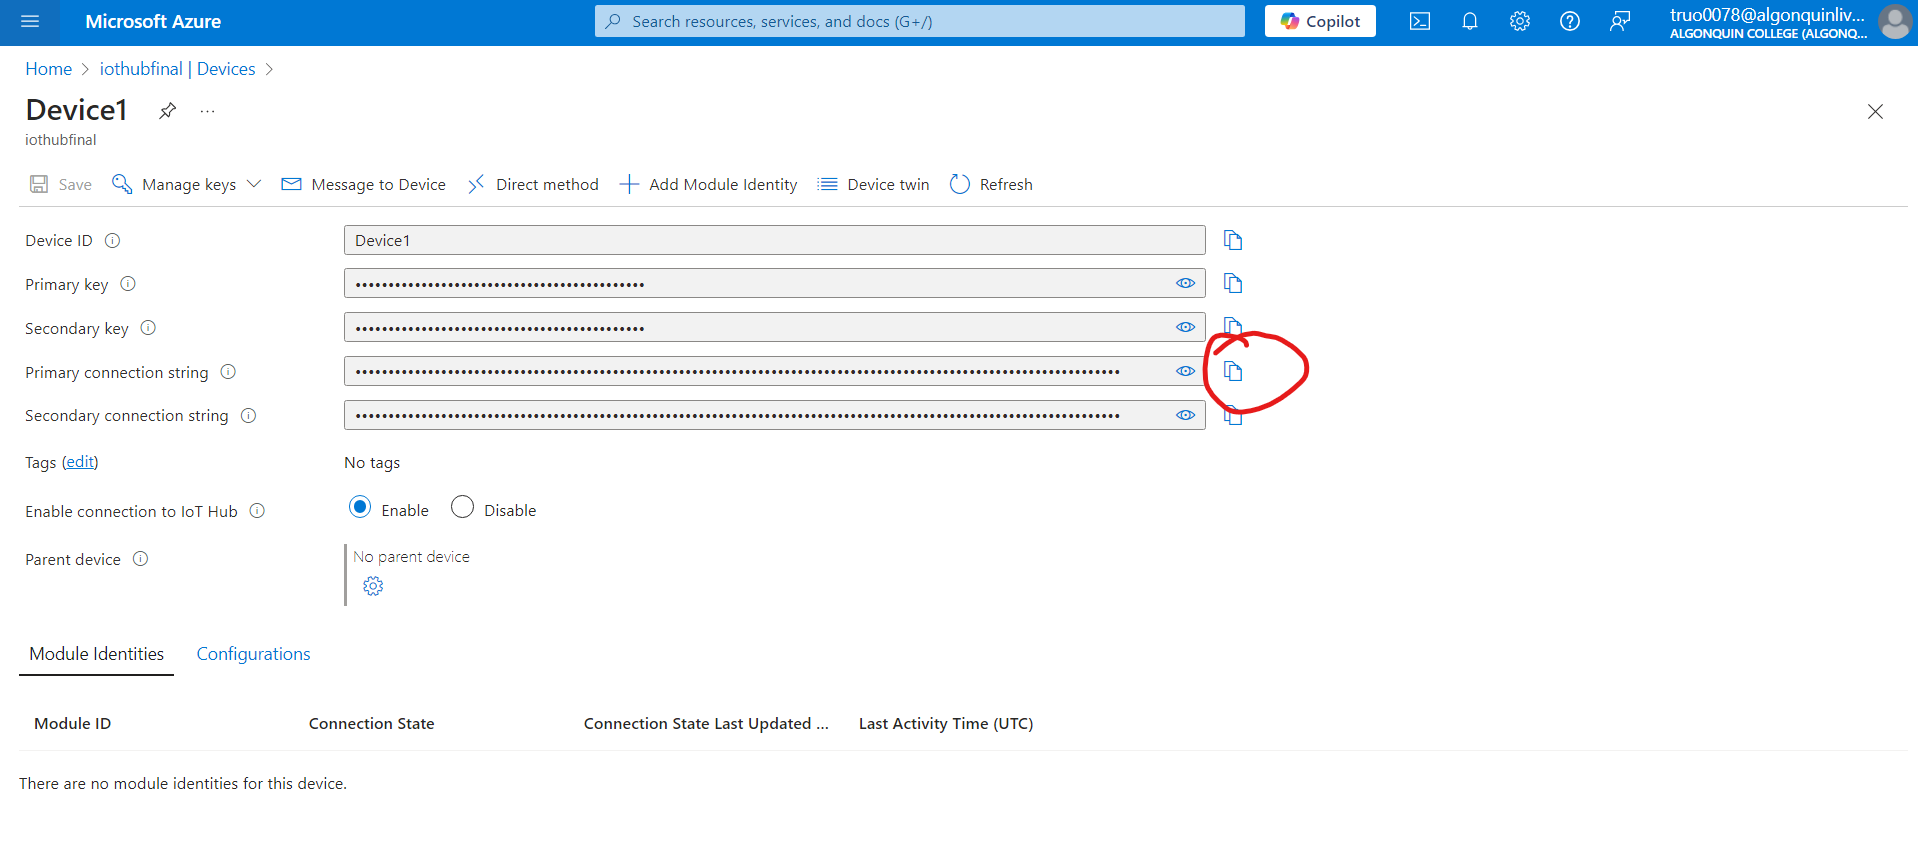 Microsoft Azure
Search resources, services, and docs (G+/)
Copilot
truo0078@algonquinliv...
ALGONQUIN COLLEGE (ALGONQ...
Home > iothubfinal | Devices >
Device1 ...
iothubfinal
Save Manage keys Message to Device Direct method Add Module Identity Device twin Refresh
Device ID Device1
Primary key
Secondary key
Primary connection string
Secondary connection string
Tags (edit) No tags
Enable connection to IoT Hub Enable Disable
Parent device No parent device
Module Identities Configurations
Module ID Connection State Connection State Last Updated ... Last Activity Time (UTC)
There are no module identities for this device.